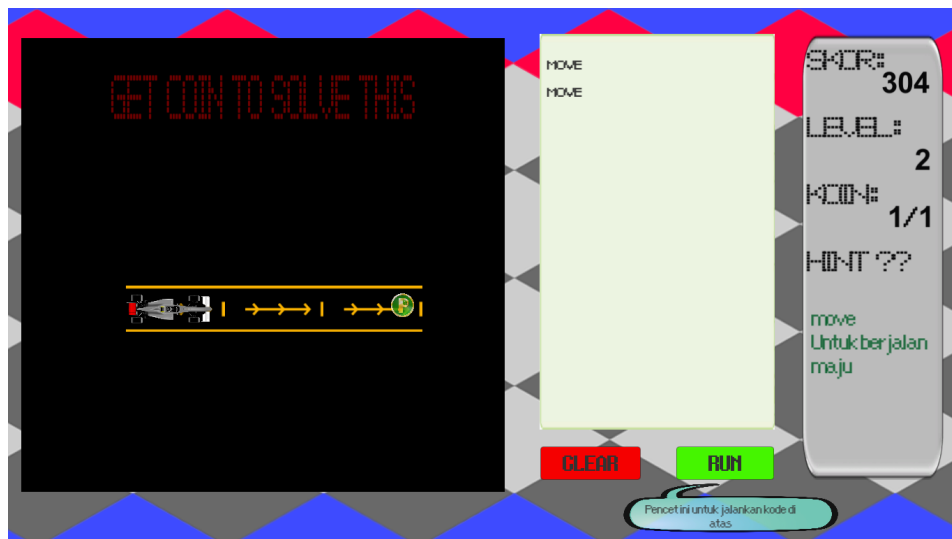 GET COIN TO SOLVE THIS
P
MOVE
MOVE
CLEAR
RUN
Pencet ini untuk jalankan kode di
atas
SKOR:
304
LEVEL:
2
KOIN:
1/1
HINT ??
move
Untuk berjalan
maju